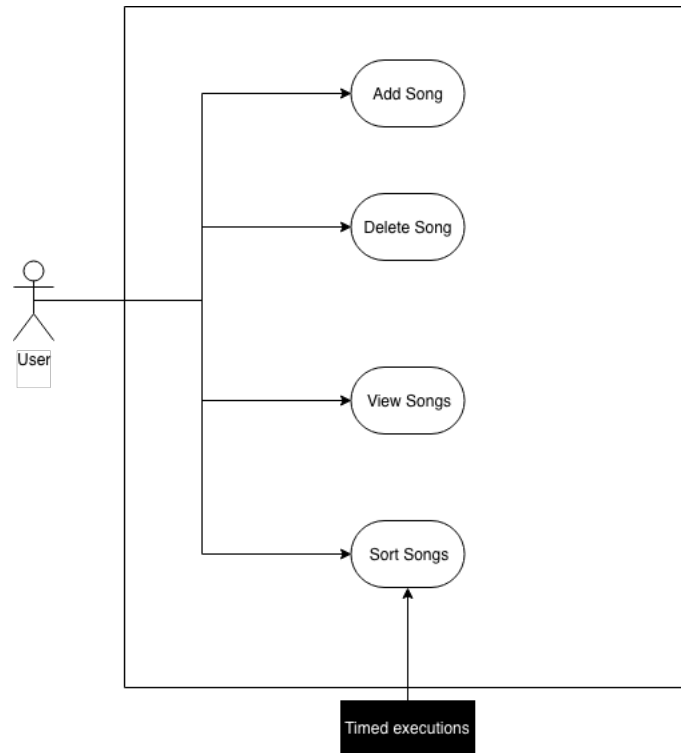 Add Song
Delete Song
User
View Songs
Sort Songs
Timed executions